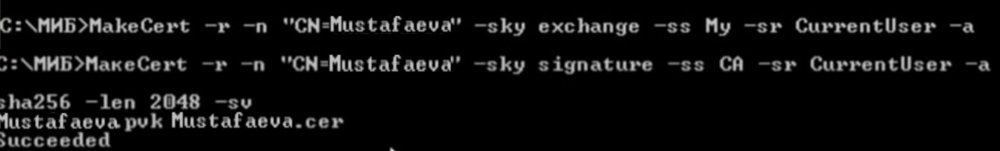 C:\МИБ>MakeCert -r -n "CN=Mustafaeva" -sky exchange -ss My -sr CurrentUser -a
C:\МИБ>МакeCert -r -n "CN=Mustafaeva" -sky signature -ss CA -sr CurrentUser -a
sha256 -len 2048 -sv
Mustafaeva.pvk Mustafaeva.cer
Succeeded